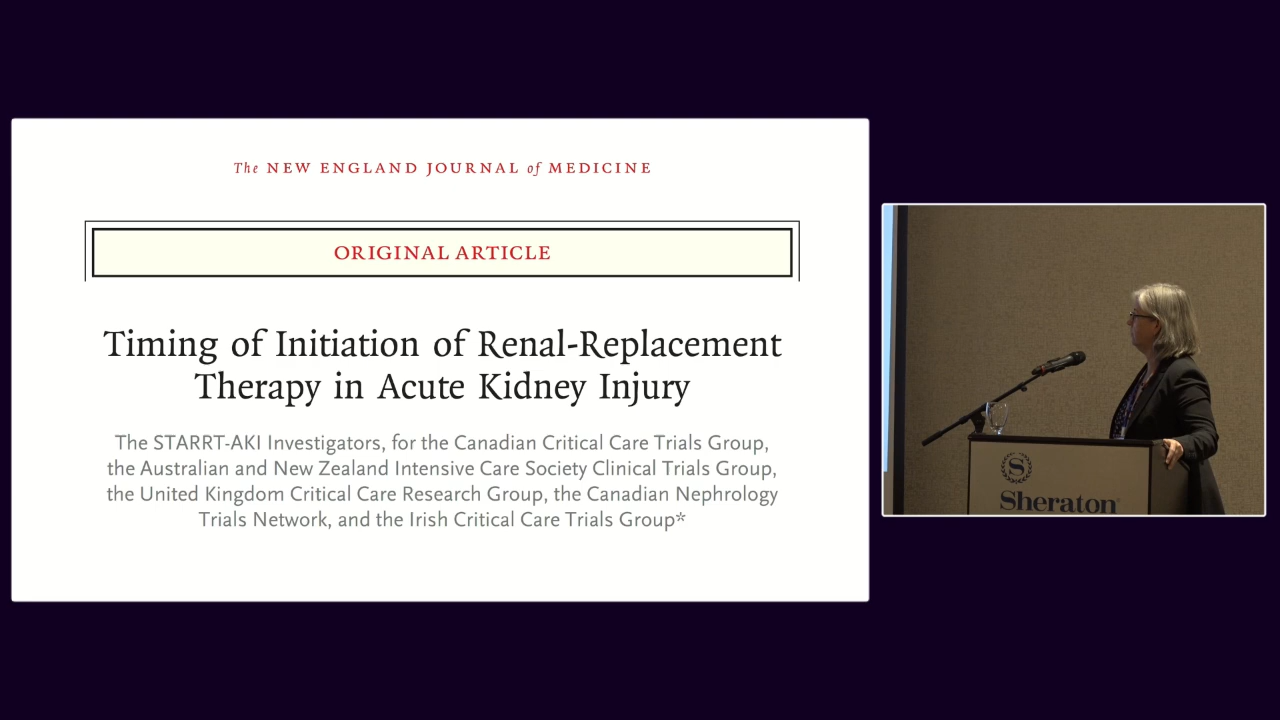 The NEW ENGLAND JOURNAL of MEDICINE
ORIGINAL ARTICLE
Timing of Initiation of Renal-Replacement
Therapy in Acute Kidney Injury
The STARRT-AKI Investigators, for the Canadian Critical Care Trials Group,
the Australian and New Zealand Intensive Care Society Clinical Trials Group,
the United Kingdom Critical Care Research Group, the Canadian Nephrology
Trials Network, and the Irish Critical Care Trials Group*
S
Sheraton